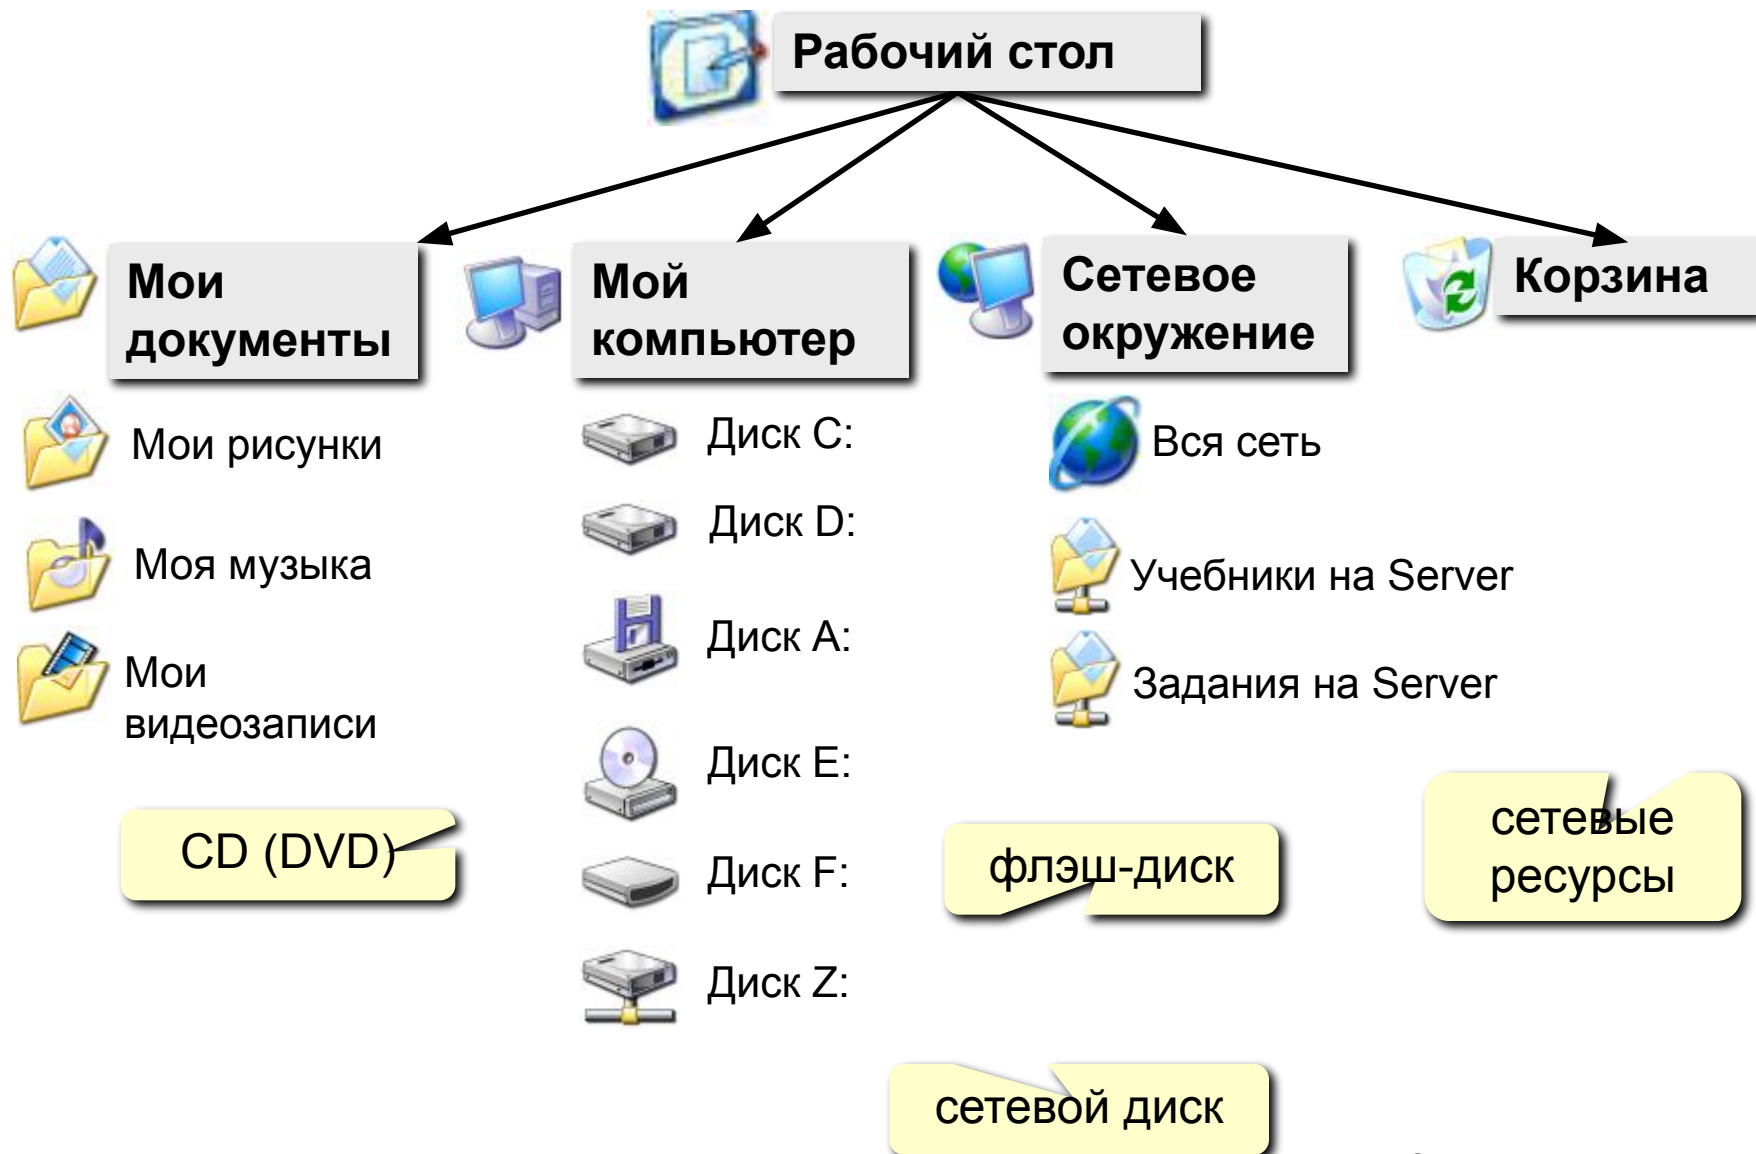 Рабочий стол
Мои
документы
Мой
компьютер
Сетевое
окружение
Корзина
Мои рисунки
Моя музыка
Мои
видеозаписи
Диск C:
Диск D:
Диск A:
Диск E:
Диск F:
Диск Z:
Вся сеть
Учебники на Server
Задания на Server
CD (DVD)
флэш-диск
сетевые
ресурсы
сетевой диск